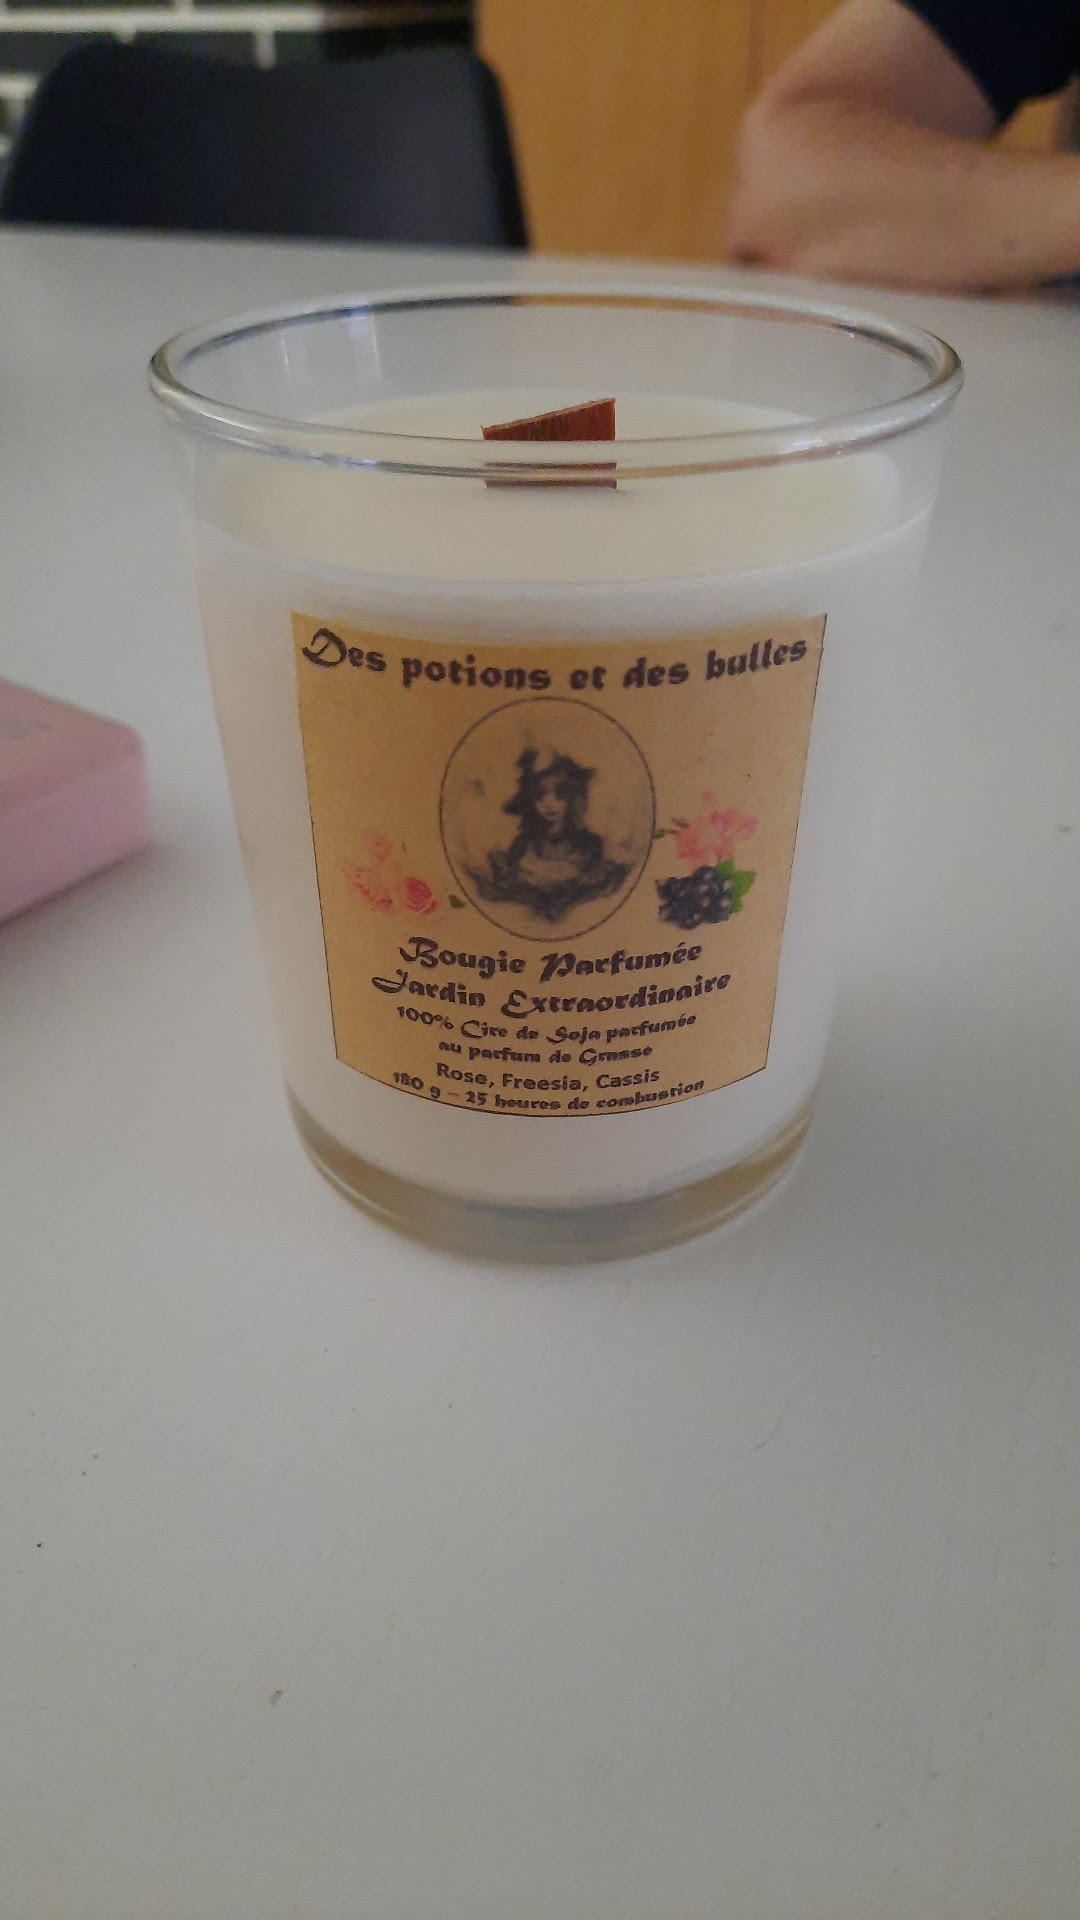 Des potions et des bulles
Bougie Parfumée
Jardin Extraordinaire
100% Cire de Soja parfumée
au parfum de Grasse
Rose, Freesia, Cassis
180 g – 25 heures de combustion